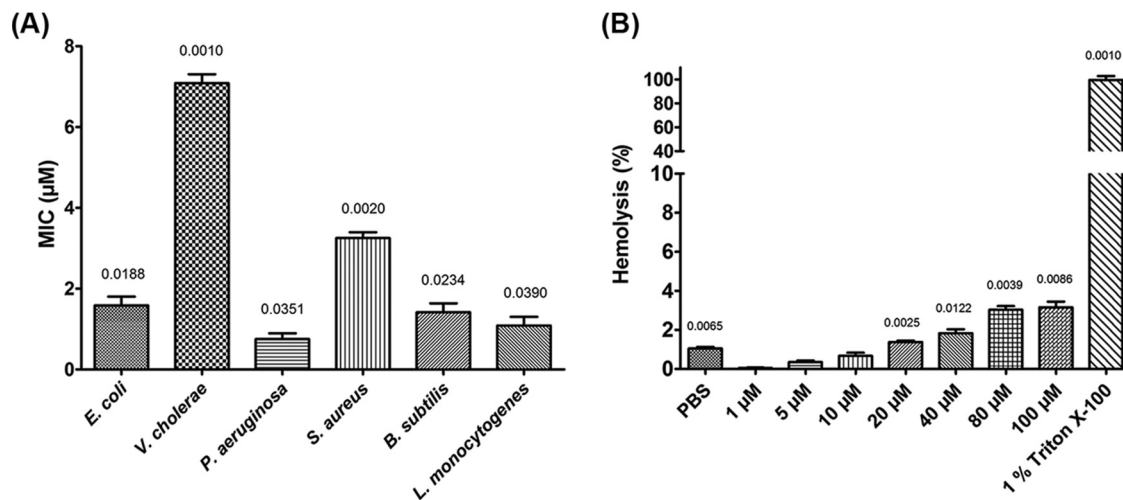 (A)
MIC (µM)
8
6
4
2
0
0.0188
0.0010
0.0351
0.0020
0.0234
0.0390
E. coli
V. cholerae
P. aeruginosa
S. aureus
B. subtilis
L. monocytogenes
(B)
Hemolysis (%)
100
80
60
40
10
8
6
4
2
0
0.0065
0.0025
0.0122
0.0039
0.0086
0.0010
PBS
1 µM
5 µM
10 µM
20 µM
40 µM
80 µM
100 µM
1 % Triton X-100